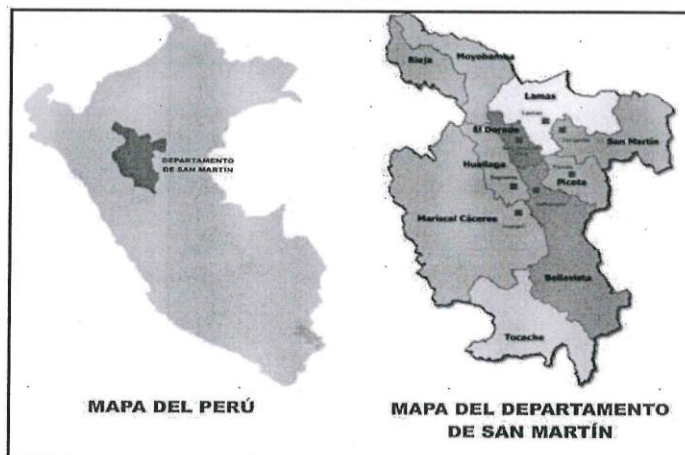 DEPARTAMENTO
DE SAN MARTÍN
MAPA DEL PERÚ
Rioja
Moyobamba
Lamas
El Dorado
San Martín
Huallaga
Picota
Mariscal Cáceres
Bellavista
Tocache
MAPA DEL DEPARTAMENTO
DE SAN MARTÍN